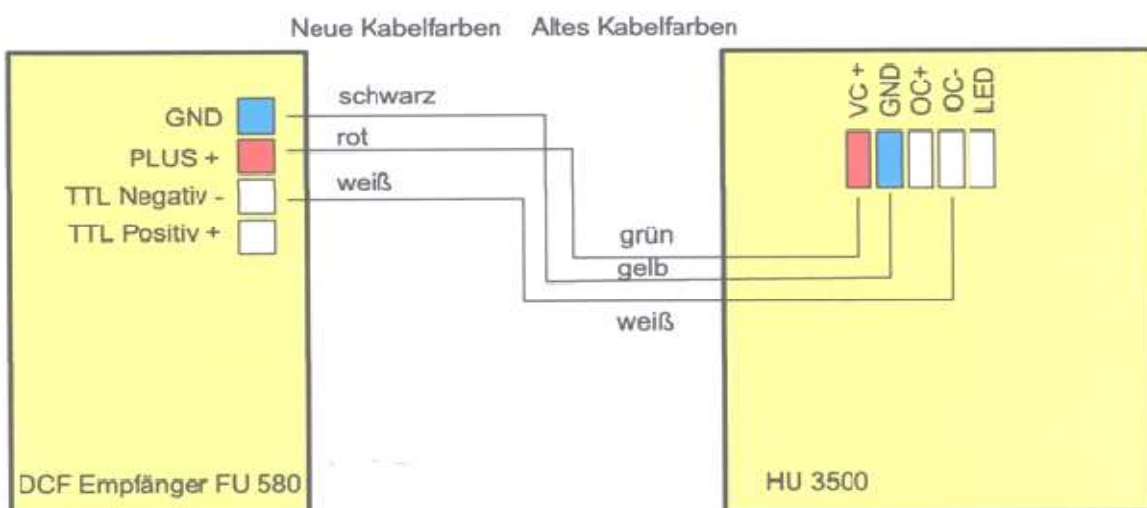 Neue Kabelfarben Altes Kabelfarben
schwarz
GND
rot
PLUS +
weiß
TTL Negativ -
TTL Positiv +
DCF Empfänger FU 580
VC +
GND
OC+
OC-
LED
grün
gelb
weiß
HU 3500